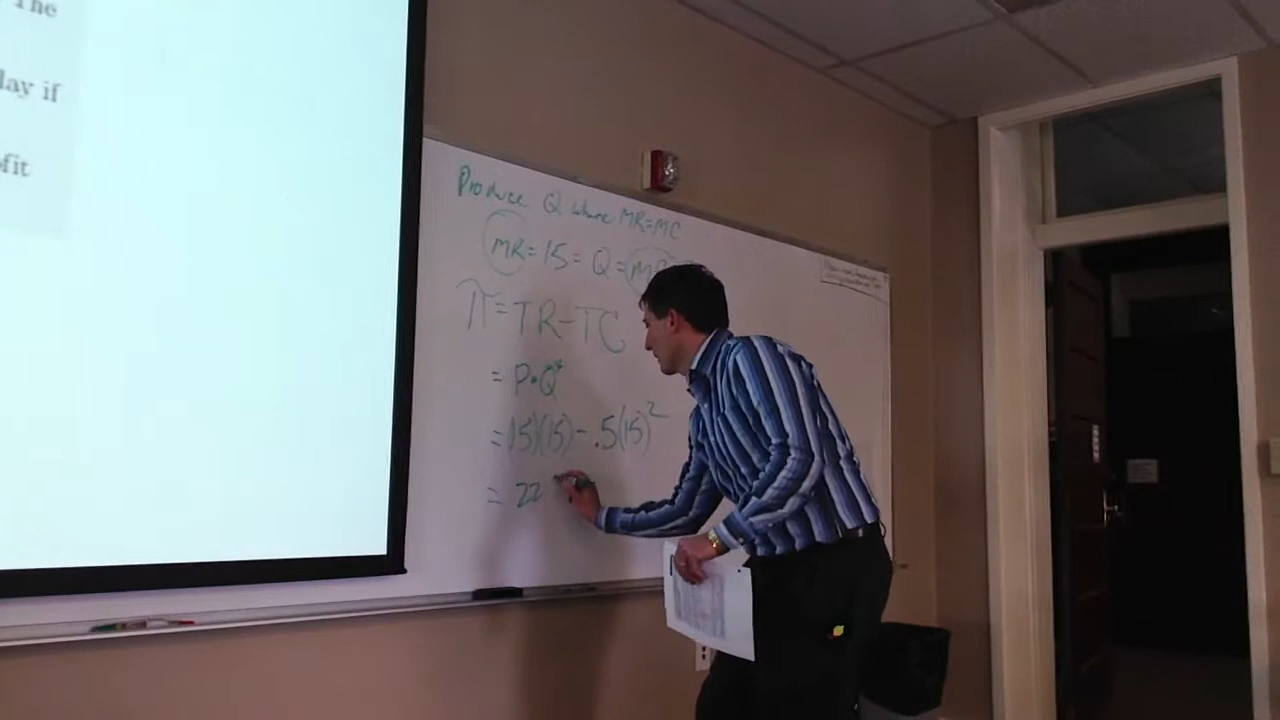 The
lay if
fit
Produce Q where MR=MC
MR=15=Q=MC
π=TR-TC
=P•Q*
=(15)(15)-.5(15)²
=22